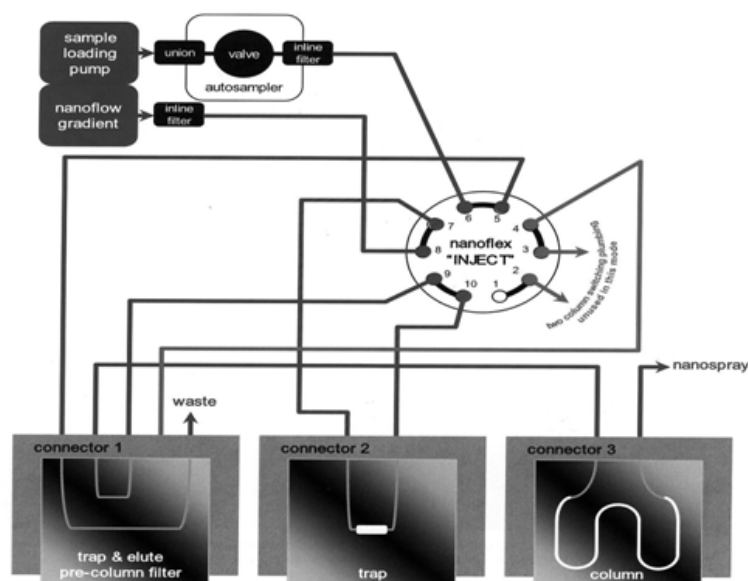 sample
loading
pump
union
valve
inline
filter
autosampler
nanoflow
gradient
inline
filter
6
5
7
4
nanoflex
"INJECT"
8
3
9
10
1
2
two column switching plumbing
unused in this mode
nanospray
waste
connector 1
connector 2
connector 3
trap & elute
pre-column filter
trap
column